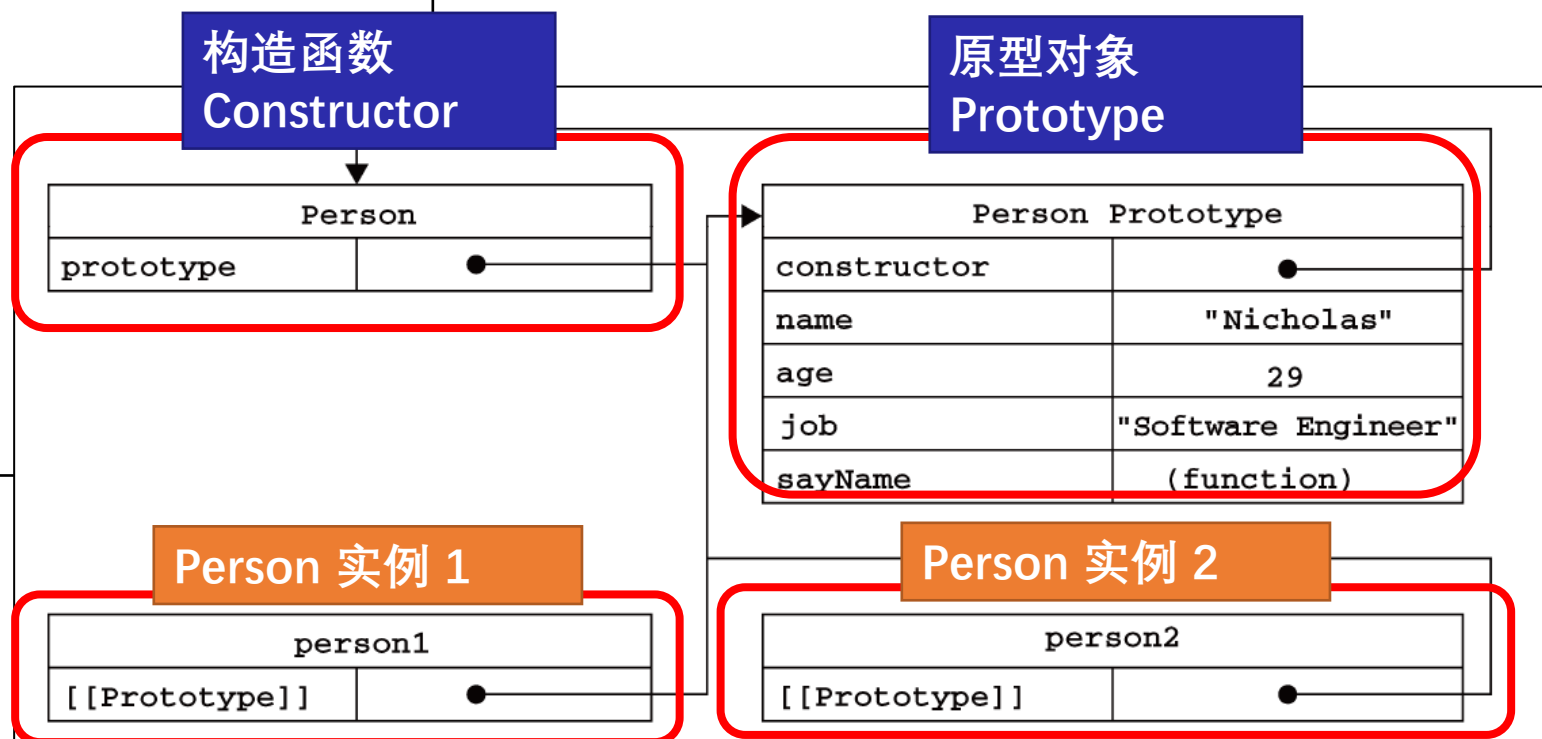 构造函数
Constructor
原型对象
Prototype
Person
prototype
Person Prototype
constructor
name "Nicholas"
age 29
job "Software Engineer"
sayName (function)
Person 实例 1
Person 实例 2
person1
[[Prototype]]
person2
[[Prototype]]